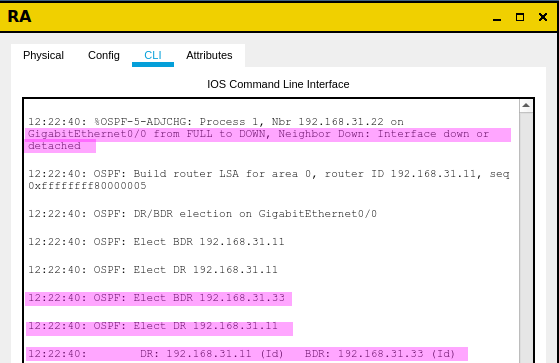 RA
Physical Config CLI Attributes
IOS Command Line Interface
12:22:40: %OSPF-5-ADJCHG: Process 1, Nbr 192.168.31.22 on
GigabitEthernet0/0 from FULL to DOWN, Neighbor Down: Interface down or
detached
12:22:40: OSPF: Build router LSA for area 0, router ID 192.168.31.11, seq
0xffffffff80000005
12:22:40: OSPF: DR/BDR election on GigabitEthernet0/0
12:22:40: OSPF: Elect BDR 192.168.31.11
12:22:40: OSPF: Elect DR 192.168.31.11
12:22:40: OSPF: Elect BDR 192.168.31.33
12:22:40: OSPF: Elect DR 192.168.31.11
12:22:40: DR: 192.168.31.11 (Id) BDR: 192.168.31.33 (Id)